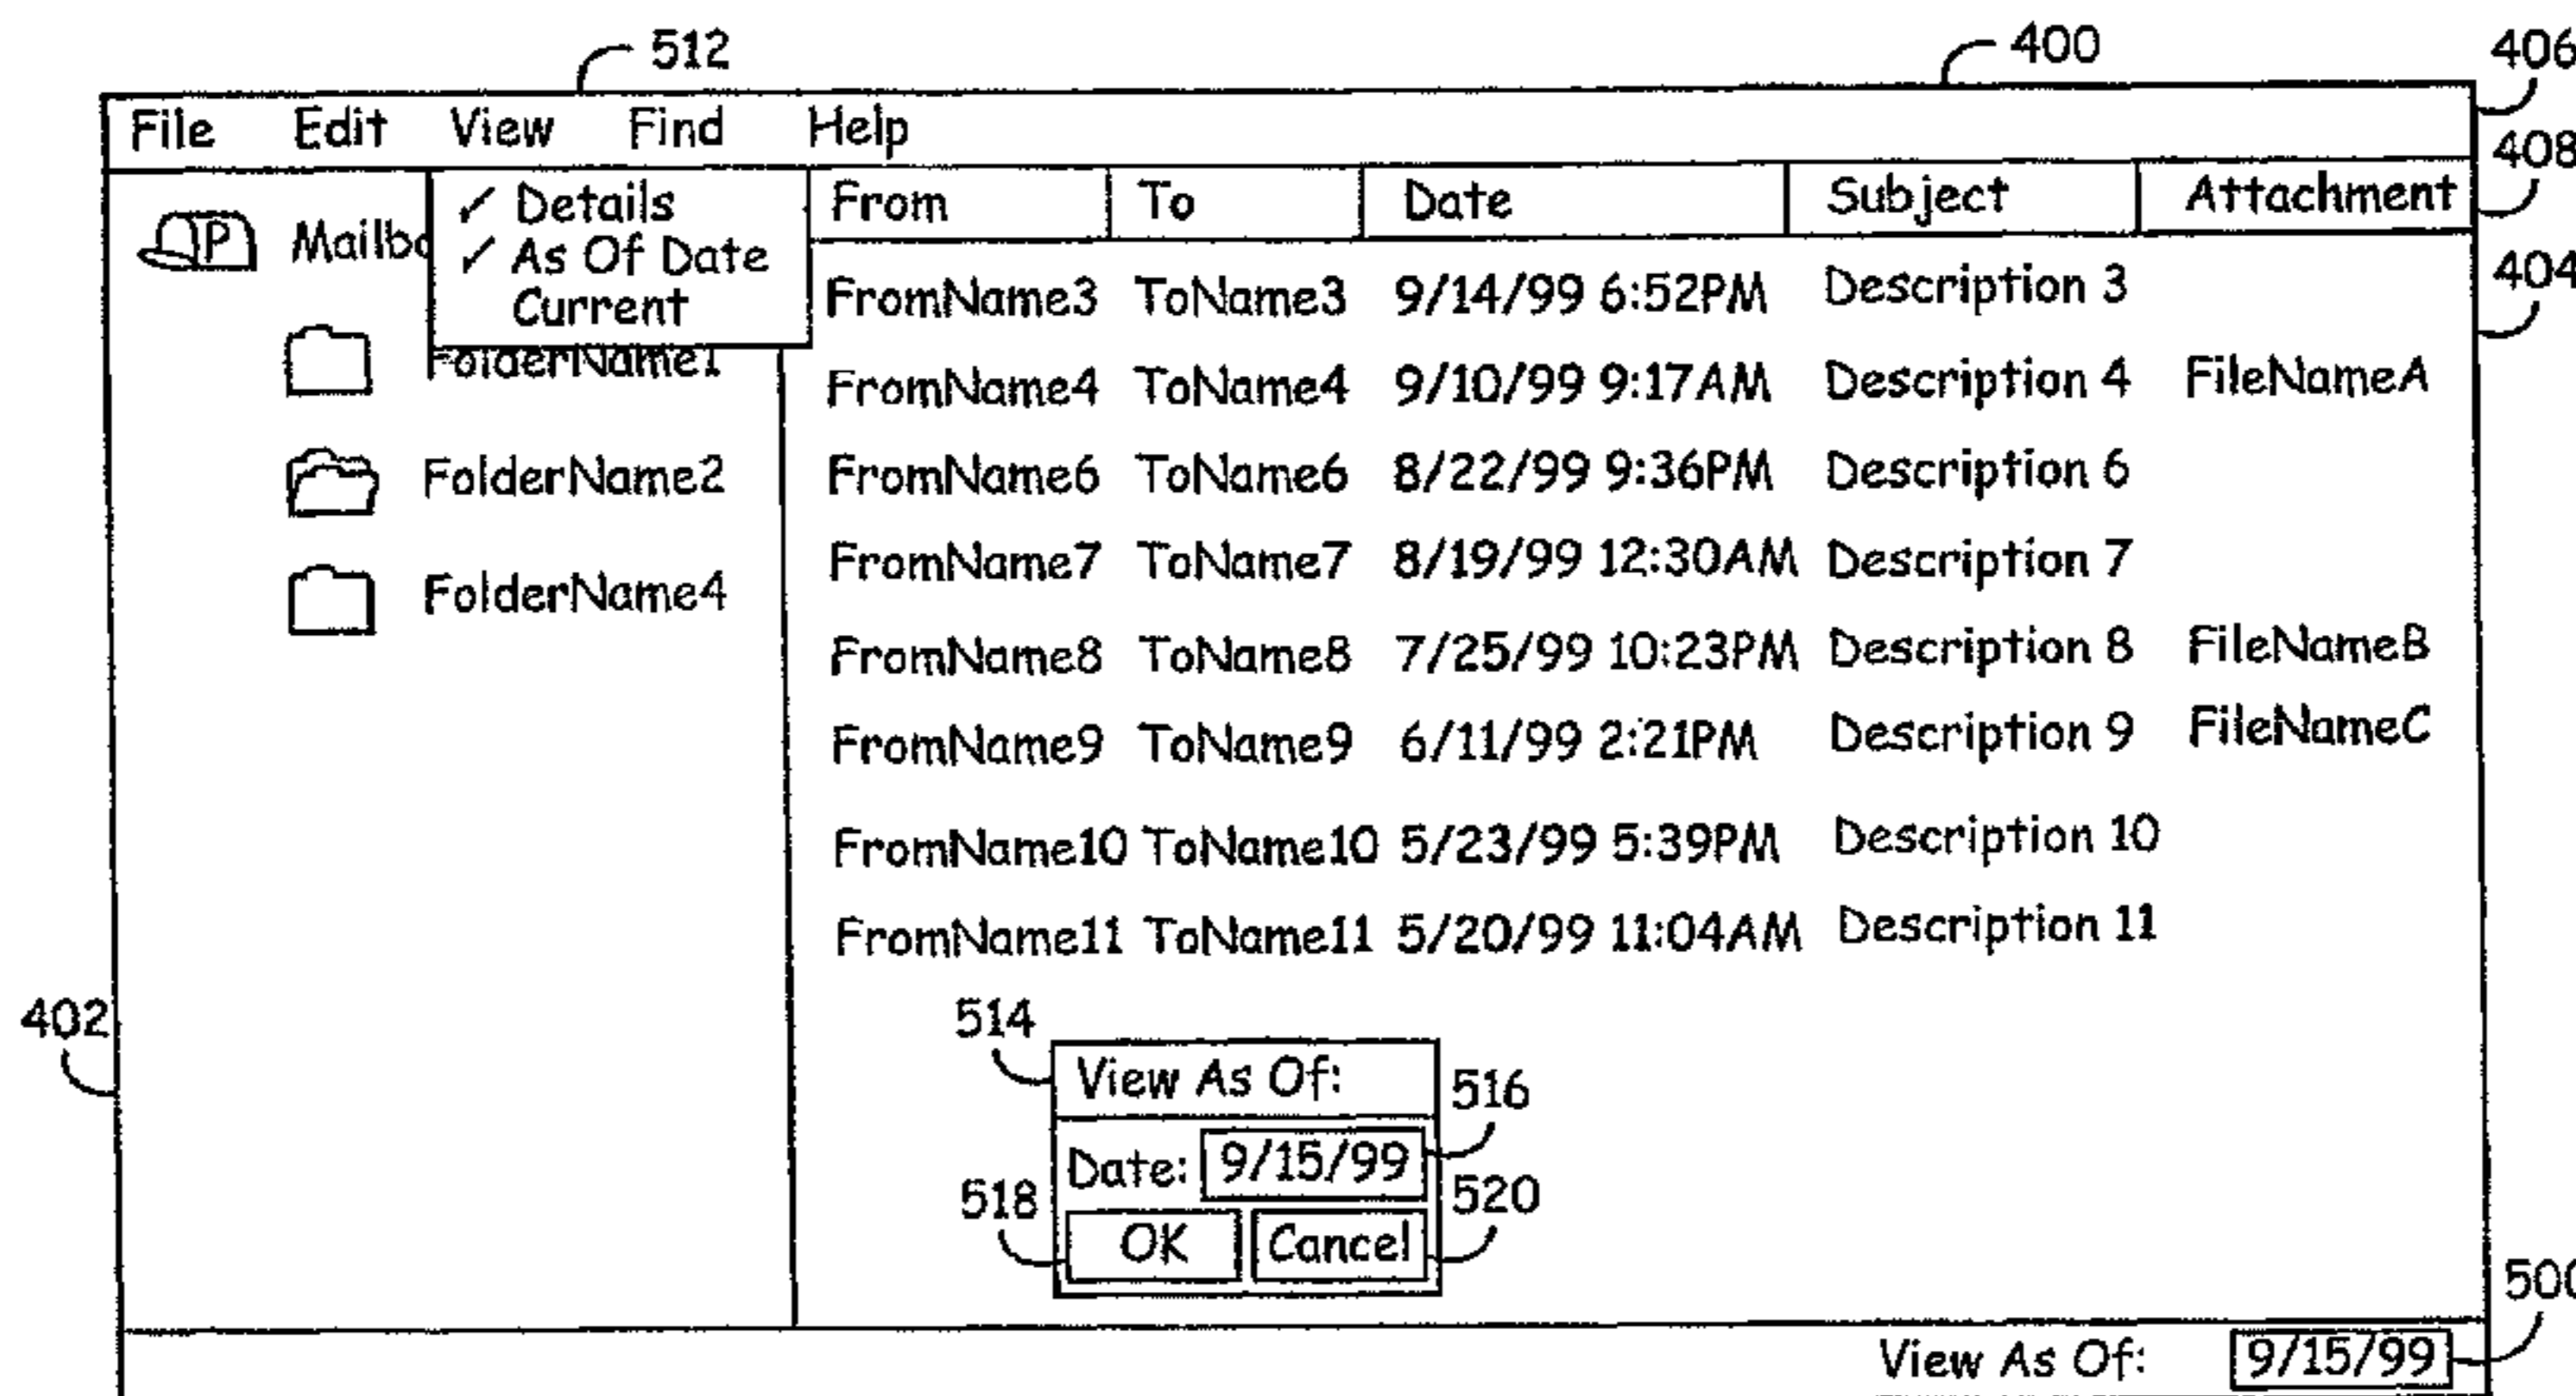 512
400
406
File Edit View Find Help
408
✓ Details
✓ As Of Date
Current
From To Date Subject Attachment
404
Mailbo
FromName3 ToName3 9/14/99 6:52PM Description 3
FolderName1
FromName4 ToName4 9/10/99 9:17AM Description 4 FileNameA
FolderName2
FromName6 ToName6 8/22/99 9:36PM Description 6
FromName7 ToName7 8/19/99 12:30AM Description 7
FolderName4
FromName8 ToName8 7/25/99 10:23PM Description 8 FileNameB
FromName9 ToName9 6/11/99 2:21PM Description 9 FileNameC
FromName10 ToName10 5/23/99 5:39PM Description 10
FromName11 ToName11 5/20/99 11:04AM Description 11
402
514
View As Of:
516
Date: 9/15/99
518
520
OK Cancel
500
View As Of: 9/15/99